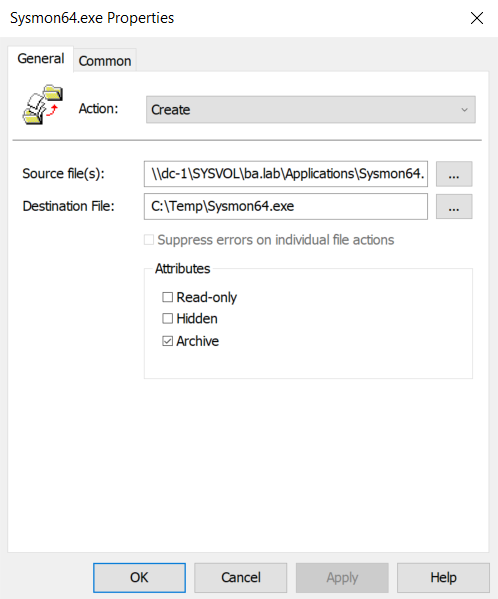 Sysmon64.exe Properties
General Common
Action: Create
Source file(s): \\dc-1\SYSVOL\ba.lab\Applications\Sysmon64. ...
Destination File: C:\Temp\Sysmon64.exe ...
Suppress errors on individual file actions
Attributes
Read-only
Hidden
Archive
OK Cancel Apply Help